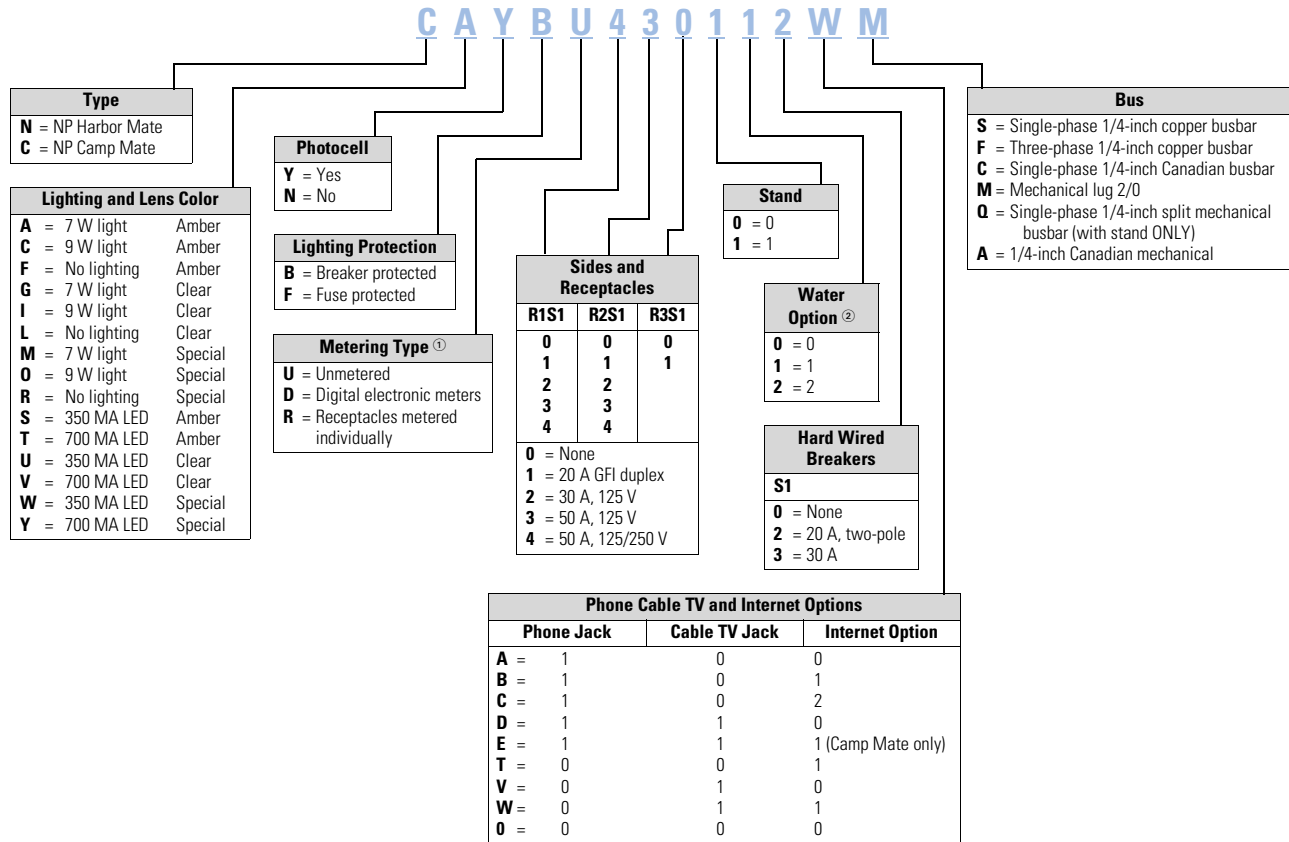 C A Y B U 4 3 0 1 1 2 W M
Type
N = NP Harbor Mate
C = NP Camp Mate
Lighting and Lens Color
A = 7 W light Amber
C = 9 W light Amber
F = No lighting Amber
G = 7 W light Clear
I = 9 W light Clear
L = No lighting Clear
M = 7 W light Special
O = 9 W light Special
R = No lighting Special
S = 350 MA LED Amber
T = 700 MA LED Amber
U = 350 MA LED Clear
V = 700 MA LED Clear
W = 350 MA LED Special
Y = 700 MA LED Special
Photocell
Y = Yes
N = No
Lighting Protection
B = Breaker protected
F = Fuse protected
Metering Type ①
U = Unmetered
D = Digital electronic meters
R = Receptacles metered
individually
Sides and
Receptacles
R1S1 R2S1 R3S1
0 0 0
1 1 1
2 2
3 3
4 4
0 = None
1 = 20 A GFI duplex
2 = 30 A, 125 V
3 = 50 A, 125 V
4 = 50 A, 125/250 V
Stand
0 = 0
1 = 1
Water
Option ②
0 = 0
1 = 1
2 = 2
Hard Wired
Breakers
S1
0 = None
2 = 20 A, two-pole
3 = 30 A
Bus
S = Single-phase 1/4-inch copper busbar
F = Three-phase 1/4-inch copper busbar
C = Single-phase 1/4-inch Canadian busbar
M = Mechanical lug 2/0
Q = Single-phase 1/4-inch split mechanical
busbar (with stand ONLY)
A = 1/4-inch Canadian mechanical
Phone Cable TV and Internet Options
Phone Jack Cable TV Jack Internet Option
A = 1 0 0
B = 1 0 1
C = 1 0 2
D = 1 1 0
E = 1 1 1 (Camp Mate only)
T = 0 0 1
V = 0 1 0
W = 0 1 1
0 = 0 0 0